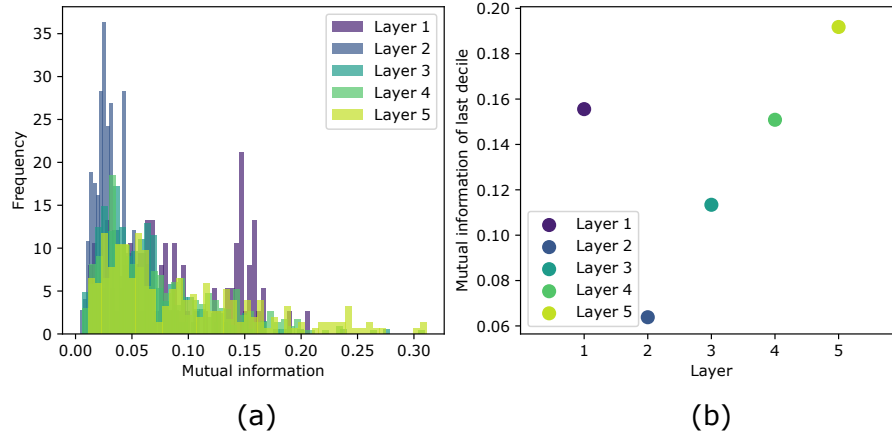 Frequency
35
30
25
20
15
10
5
0
0.00 0.05 0.10 0.15 0.20 0.25 0.30
Mutual information
Layer 1
Layer 2
Layer 3
Layer 4
Layer 5
(a)
Mutual information of last decile
0.20
0.18
0.16
0.14
0.12
0.10
0.08
0.06
1 2 3 4 5
Layer
Layer 1
Layer 2
Layer 3
Layer 4
Layer 5
(b)